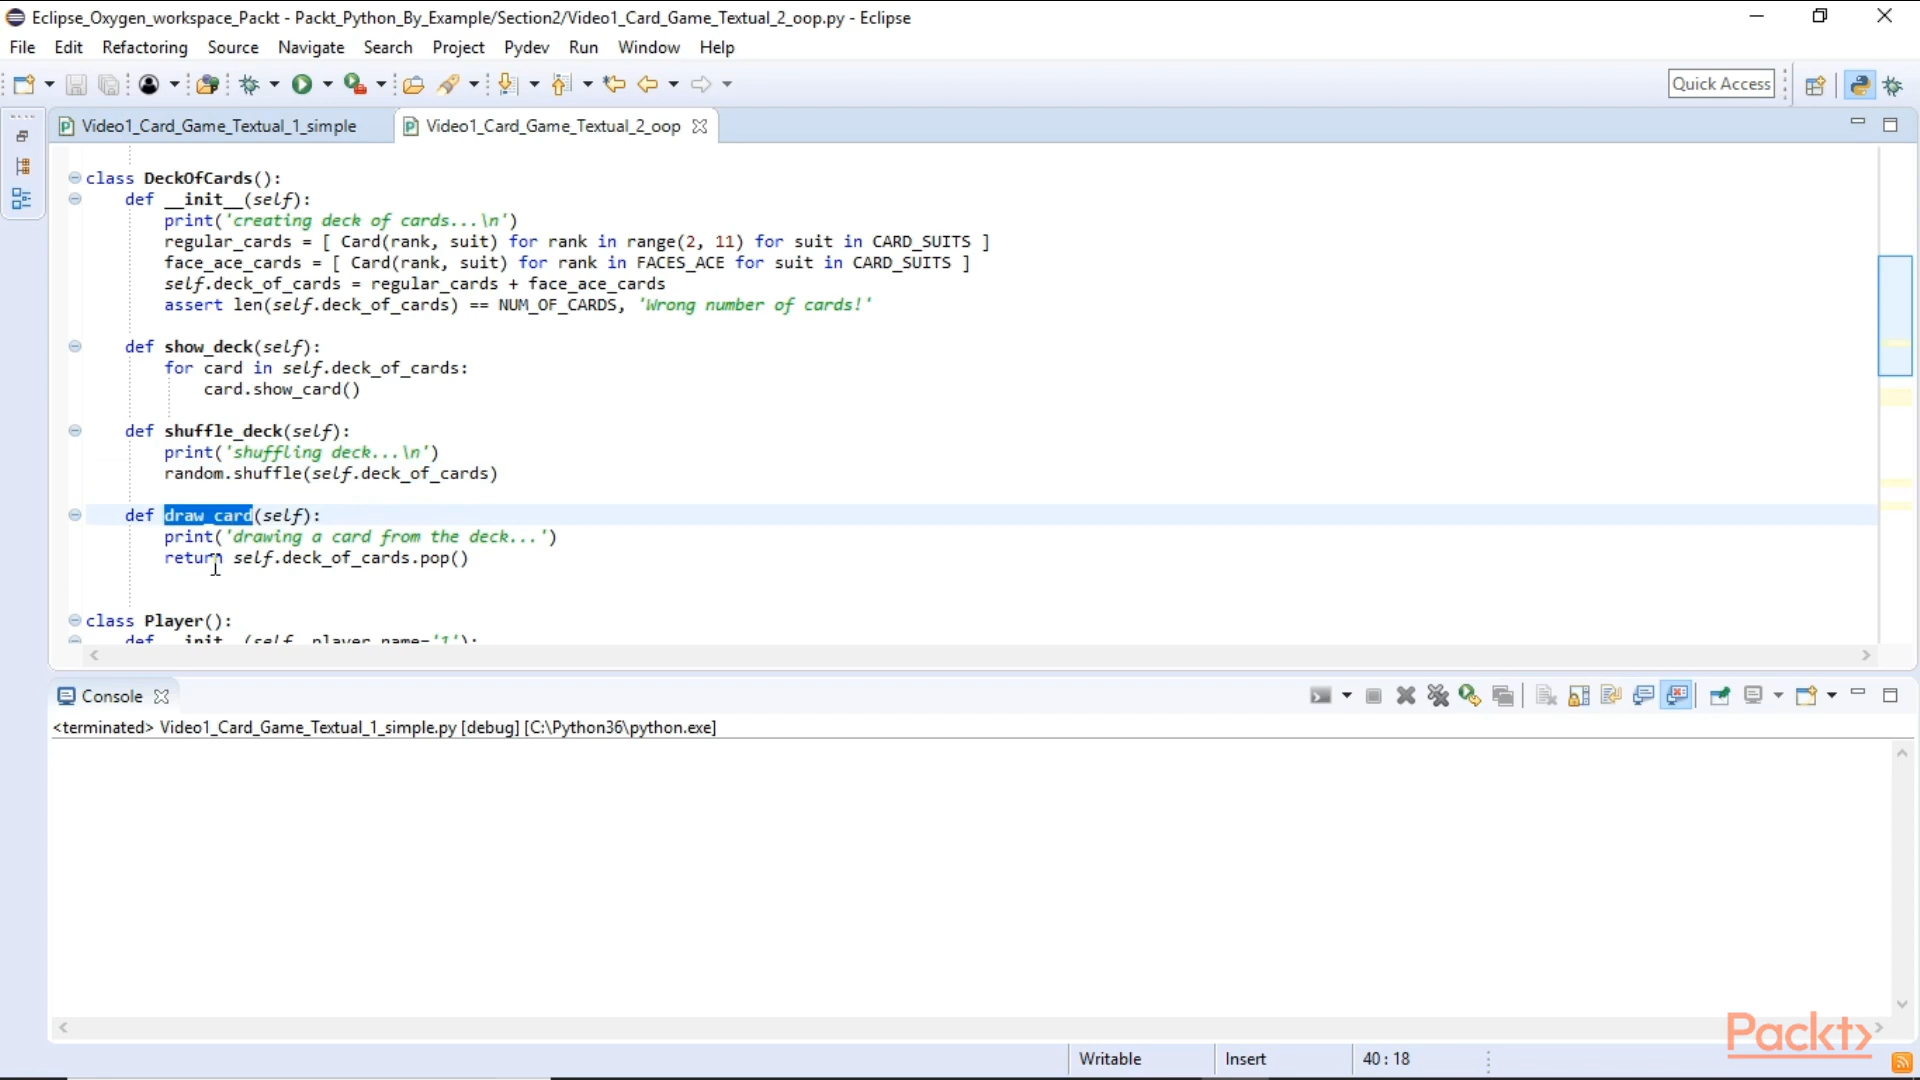 Eclipse_Oxygen_workspace_Packt - Packt_Python_By_Example/Section2/Video1_Card_Game_Textual_2_oop.py - Eclipse
File Edit Refactoring Source Navigate Search Project Pydev Run Window Help
Quick Access
Video1_Card_Game_Textual_1_simple Video1_Card_Game_Textual_2_oop
class DeckOfCards():
def __init__(self):
print('creating deck of cards...\n')
regular_cards = [ Card(rank, suit) for rank in range(2, 11) for suit in CARD_SUITS ]
face_ace_cards = [ Card(rank, suit) for rank in FACES_ACE for suit in CARD_SUITS ]
self.deck_of_cards = regular_cards + face_ace_cards
assert len(self.deck_of_cards) == NUM_OF_CARDS, 'Wrong number of cards!'
def show_deck(self):
for card in self.deck_of_cards:
card.show_card()
def shuffle_deck(self):
print('shuffling deck...\n')
random.shuffle(self.deck_of_cards)
def draw_card(self):
print('drawing a card from the deck...')
return self.deck_of_cards.pop()
class Player():
def __init__(self, player_name='1'):
Console
<terminated> Video1_Card_Game_Textual_1_simple.py [debug] [C:\Python36\python.exe]
Packt>
Writable Insert 40 : 18